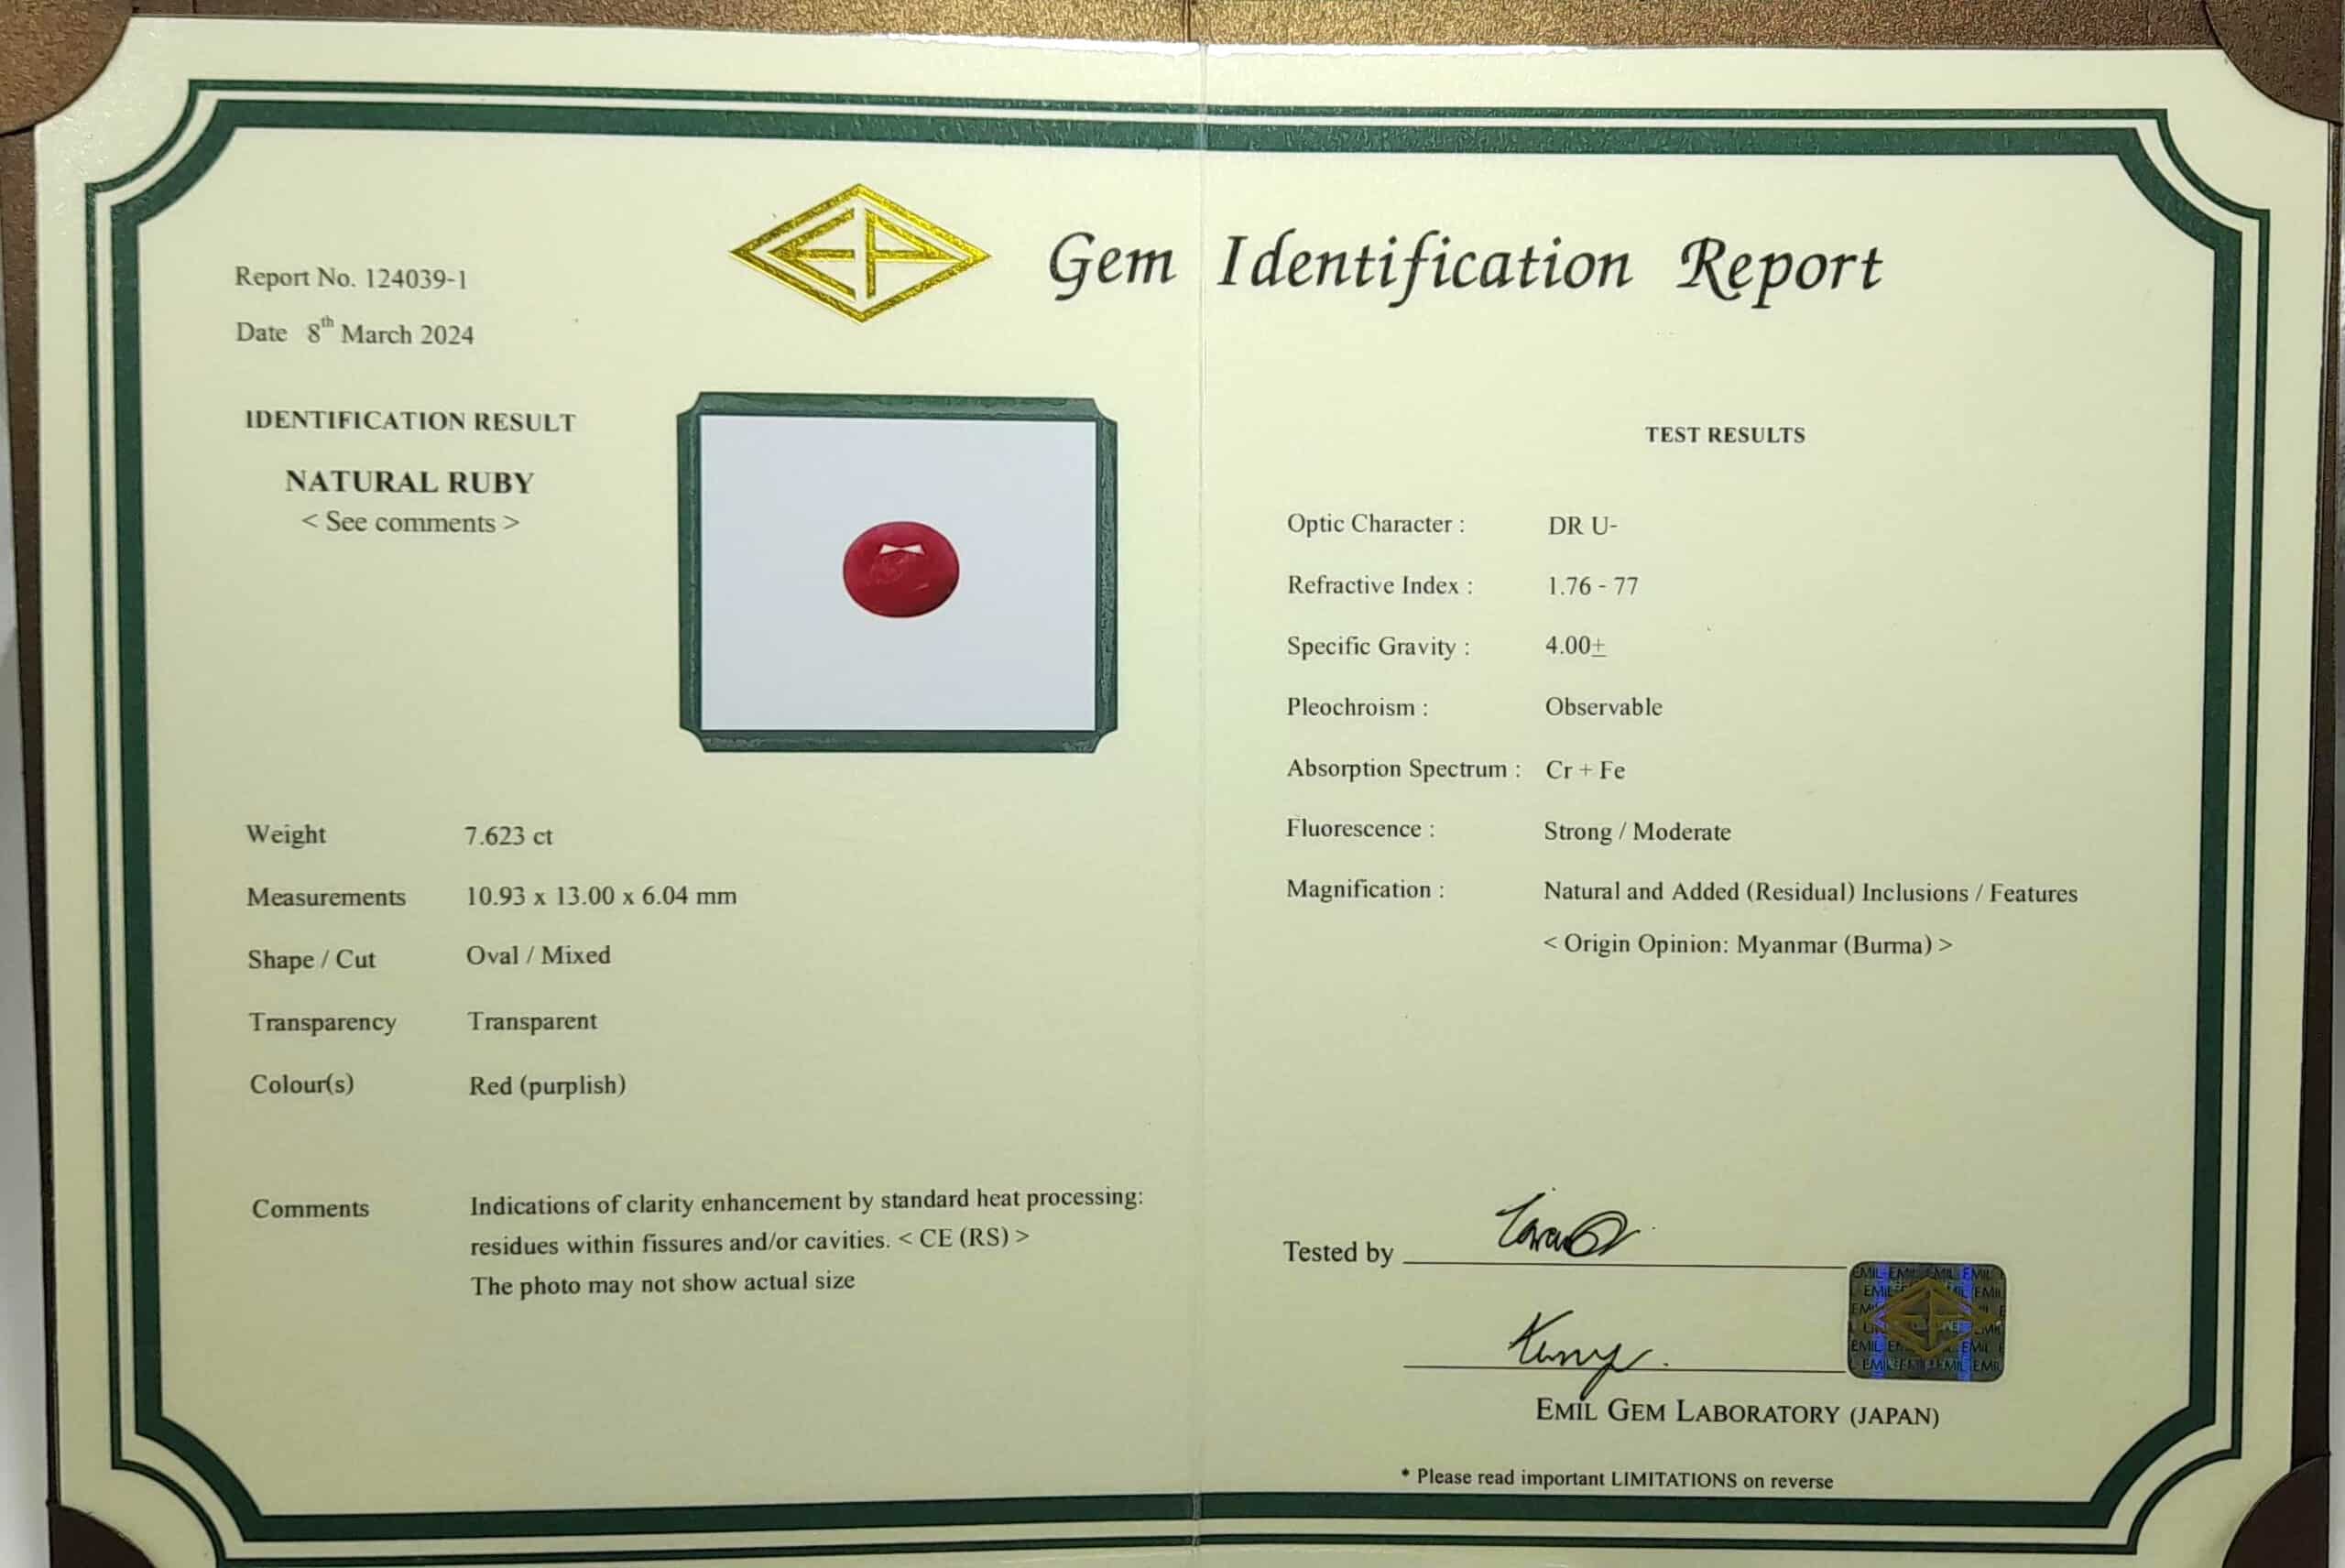 Gem Identification Report
Report No. 124039-1
Date 8th March 2024
IDENTIFICATION RESULT
NATURAL RUBY
< See comments >
Weight 7.623 ct
Measurements 10.93 x 13.00 x 6.04 mm
Shape / Cut Oval / Mixed
Transparency Transparent
Colour(s) Red (purplish)
Comments Indications of clarity enhancement by standard heat processing:
residues within fissures and/or cavities. < CE (RS) >
The photo may not show actual size
TEST RESULTS
Optic Character : DR U-
Refractive Index : 1.76 - 77
Specific Gravity : 4.00±
Pleochroism : Observable
Absorption Spectrum : Cr + Fe
Fluorescence : Strong / Moderate
Magnification : Natural and Added (Residual) Inclusions / Features
< Origin Opinion: Myanmar (Burma) >
Tested by
EMIL GEM LABORATORY (JAPAN)
* Please read important LIMITATIONS on reverse